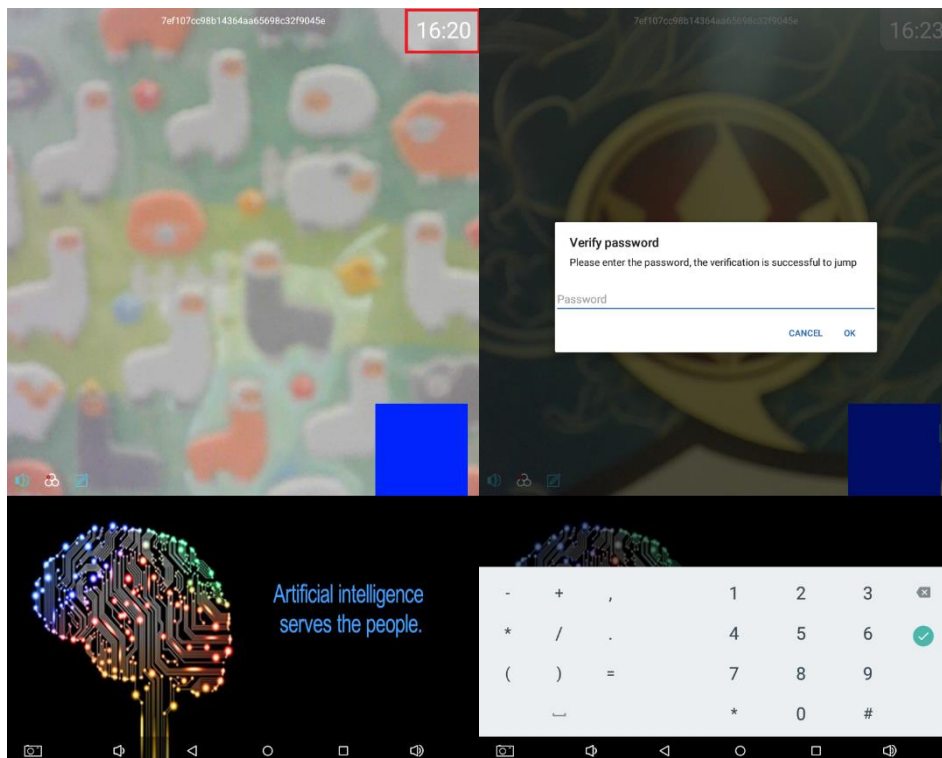 7ef107cc98b14364aa65698c32f9045e
16:20
Artificial intelligence
serves the people.
7ef107cc98b14364aa65698c32f9045e
16:23
Verify password
Please enter the password, the verification is successful to jump
Password
CANCEL OK
- + , 1 2 3
* / . 4 5 6
( ) = 7 8 9
* 0 #